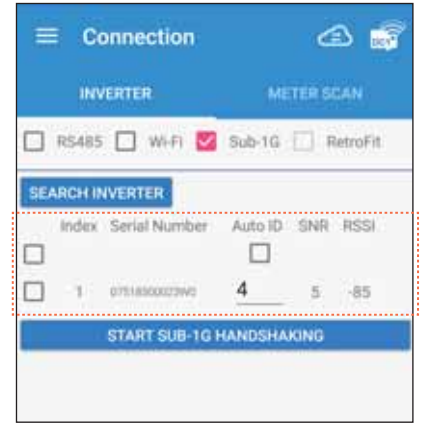 Connection
INVERTER METER SCAN
RS485 Wi-Fi Sub-1G RetroFit
SEARCH INVERTER
Index Serial Number Auto ID SNR RSSI
1 4 5 -85
START SUB-1G HANDSHAKING